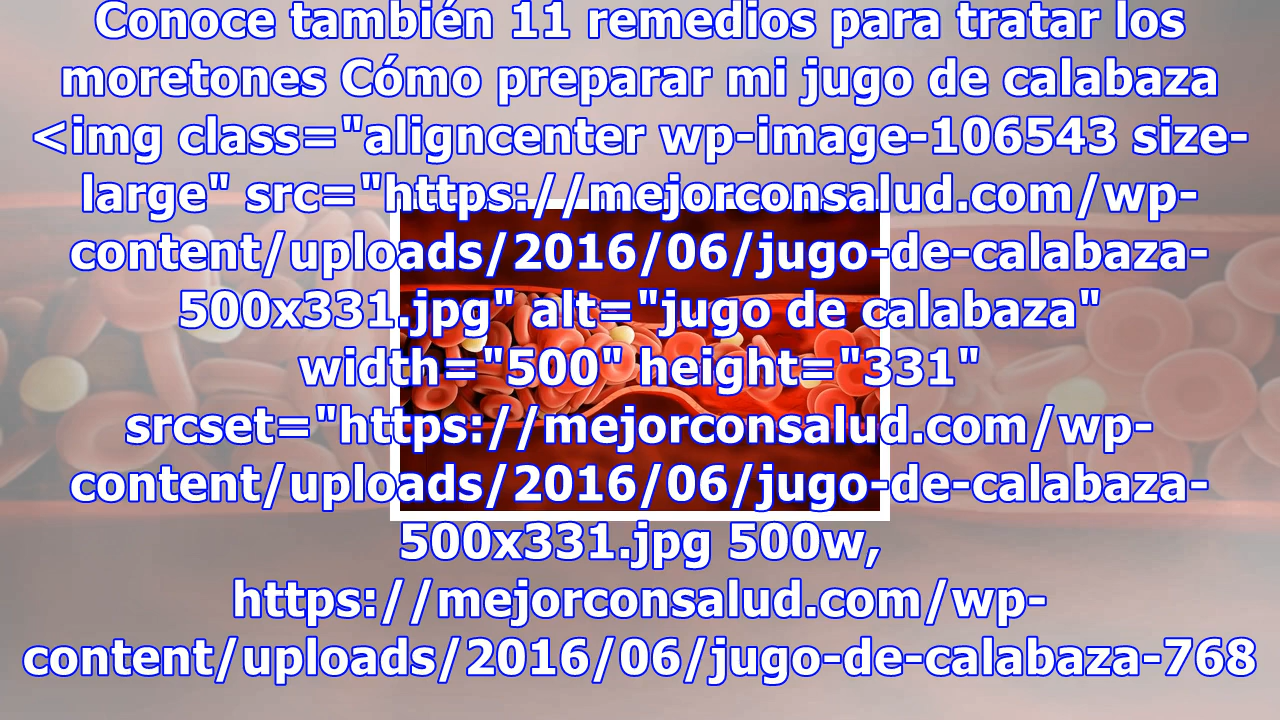 Conoce también 11 remedios para tratar los
moretones Cómo preparar mi jugo de calabaza
<img class="aligncenter wp-image-106543 size-
large" src="https://mejorconsalud.com/wp-
content/uploads/2016/06/jugo-de-calabaza-
500x331.jpg" alt="jugo de calabaza"
width="500" height="331"
srcset="https://mejorconsalud.com/wp-
content/uploads/2016/06/jugo-de-calabaza-
500x331.jpg 500w,
https://mejorconsalud.com/wp-
content/uploads/2016/06/jugo-de-calabaza-768